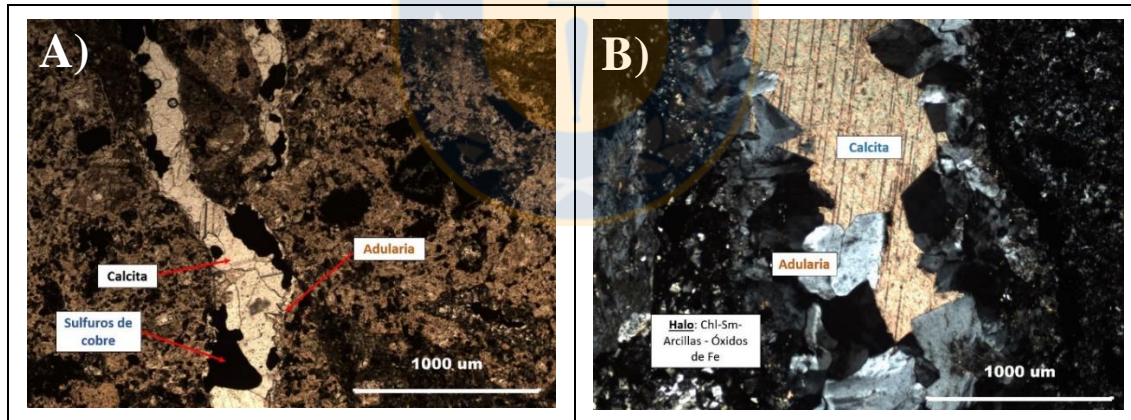 A)
Calcita
Adularia
Sulfuros de
cobre
1000 um
B)
Calcita
Adularia
Halo: Chl-Sm-
Arcillas - Óxidos
de Fe
1000 um